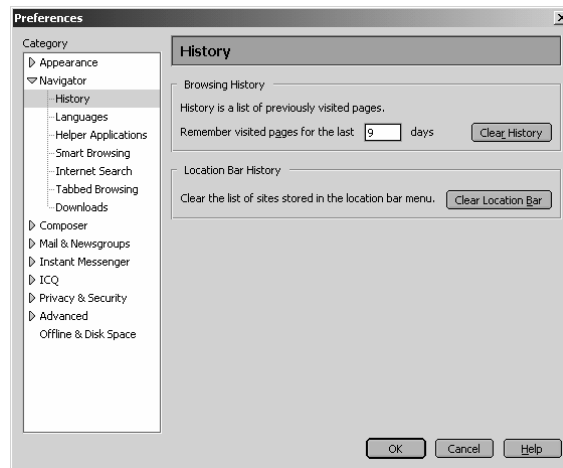 Preferences
Category
Appearance
Navigator
History
Languages
Helper Applications
Smart Browsing
Internet Search
Tabbed Browsing
Downloads
Composer
Mail & Newsgroups
Instant Messenger
ICQ
Privacy & Security
Advanced
Offline & Disk Space
History
Browsing History
History is a list of previously visited pages.
Remember visited pages for the last 9 days Clear History
Location Bar History
Clear the list of sites stored in the location bar menu. Clear Location Bar
OK Cancel Help